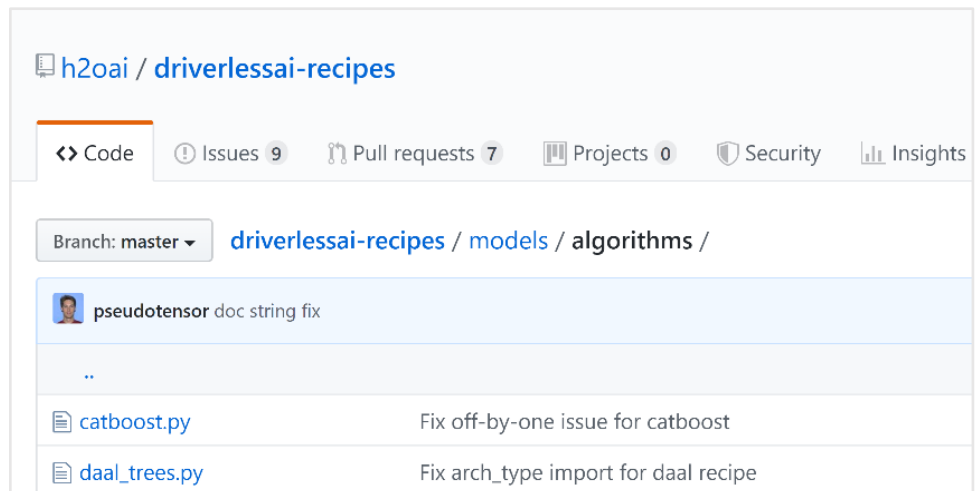 h2oai / driverlessai-recipes
Code Issues 9 Pull requests 7 Projects 0 Security Insights
Branch: master driverlessai-recipes / models / algorithms /
pseudotensor doc string fix
..
catboost.py Fix off-by-one issue for catboost
daal_trees.py Fix arch_type import for daal recipe